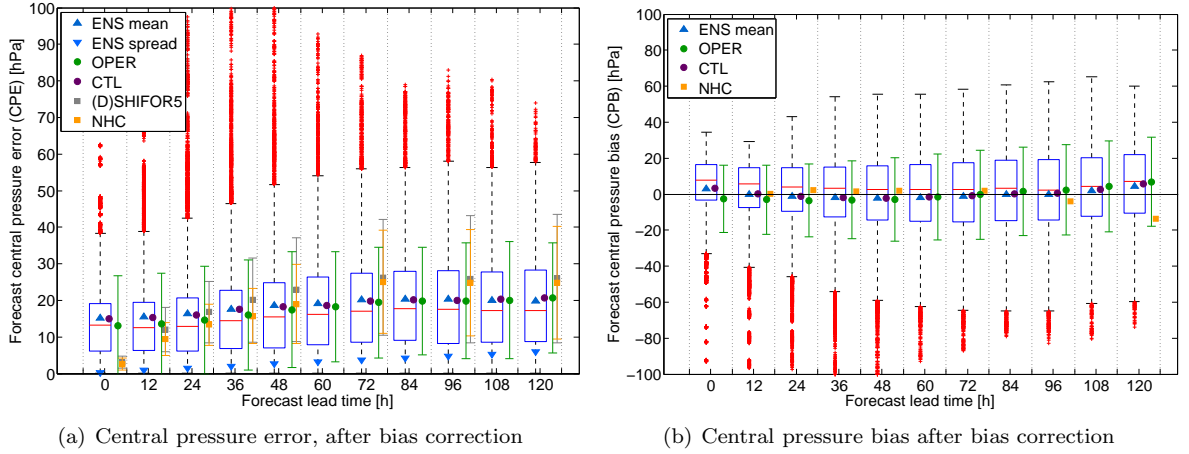 Forecast central pressure error (CPE) [hPa]
100
90
80
70
60
50
40
30
20
10
0
ENS mean
ENS spread
OPER
CTL
(D)SHIFOR5
NHC
0 12 24 36 48 60 72 84 96 108 120
Forecast lead time [h]
(a) Central pressure error, after bias correction
Forecast central pressure bias (CPB) [hPa]
100
80
60
40
20
0
−20
−40
−60
−80
−100
ENS mean
OPER
CTL
NHC
0 12 24 36 48 60 72 84 96 108 120
Forecast lead time [h]
(b) Central pressure bias after bias correction